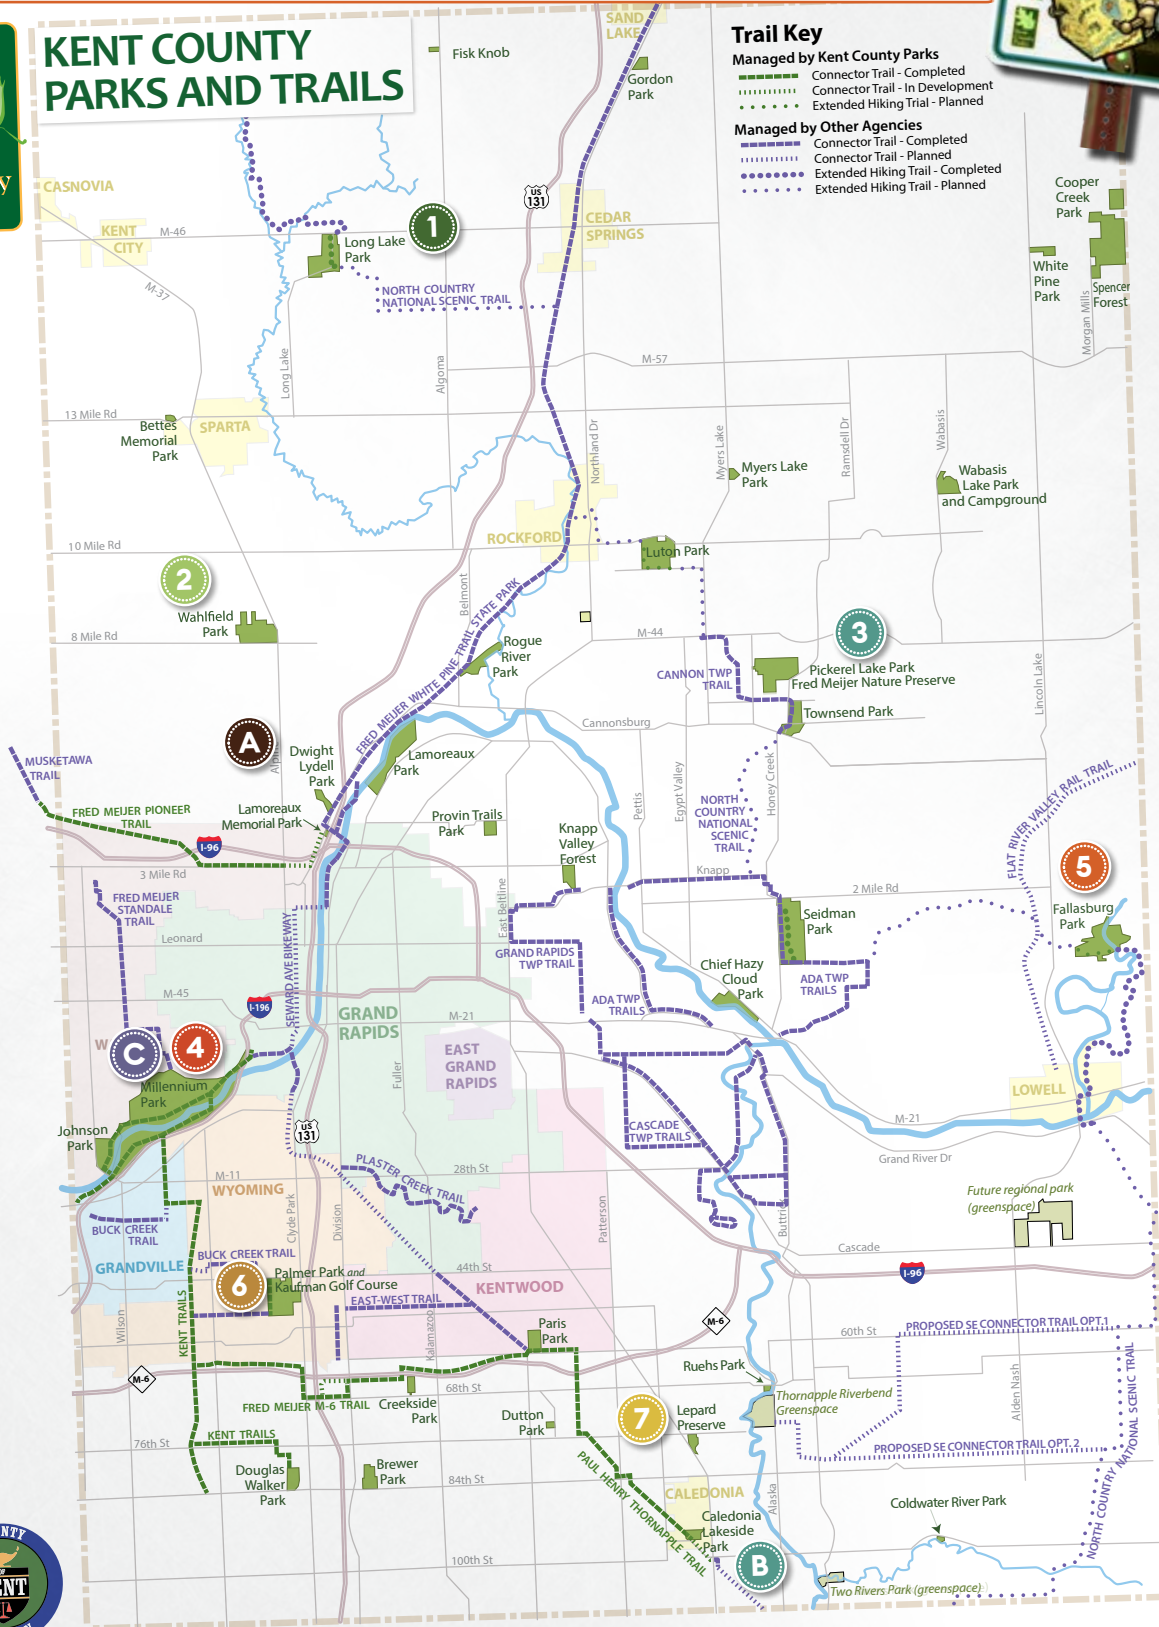 KENT COUNTY
PARKS AND TRAILS
Trail Key
Managed by Kent County Parks
Connector Trail - Completed
Connector Trail - In Development
Extended Hiking Trial - Planned
Managed by Other Agencies
Connector Trail - Completed
Connector Trail - Planned
Extended Hiking Trail - Completed
Extended Hiking Trail - Planned
y
SAND
LAKE
Fisk Knob
Gordon
Park
CASNOVIA
KENT
CITY
M-46
M-37
US
131
CEDAR
SPRINGS
1
Long Lake
Park
NORTH COUNTRY
NATIONAL SCENIC TRAIL
Cooper
Creek
Park
White
Pine
Park
Spencer
Forest
Morgan Mills
Long Lake
Algoma
M-57
13 Mile Rd
Bettes
Memorial
Park
SPARTA
Northland Dr
Myers Lake
Myers Lake
Park
Ramsdell Dr
Wabasis
Wabasis
Lake Park
and Campground
10 Mile Rd
ROCKFORD
Luton Park
2
Wahlfield
Park
8 Mile Rd
Belmont
FRED MEIJER WHITE PINE TRAIL STATE PARK
Rogue
River
Park
M-44
3
Pickerel Lake Park
Fred Meijer Nature Preserve
CANNON TWP
TRAIL
Townsend Park
Lincoln Lake
Cannonsburg
A
Alpine
Dwight
Lydell
Park
Lamoreaux
Park
Lamoreaux
Memorial Park
MUSKETAWA
TRAIL
FRED MEIJER PIONEER
TRAIL
I-96
3 Mile Rd
Provin Trails
Park
Knapp
Valley
Forest
Pettis
Egypt Valley
Honey Creek
NORTH
COUNTRY
NATIONAL
SCENIC
TRAIL
Knapp
2 Mile Rd
FLAT RIVER VALLEY RAIL TRAIL
5
Fallasburg
Park
FRED MEIJER
STANDALE
TRAIL
Leonard
SEWARD AVE BIKEWAY
East Beltline
GRAND RAPIDS
TWP TRAIL
Seidman
Park
Chief Hazy
Cloud
Park
ADA TWP
TRAILS
ADA TWP
TRAILS
M-45
I-196
GRAND
RAPIDS
M-21
Fuller
EAST
GRAND
RAPIDS
W
C
4
Millennium
Park
Johnson
Park
US
131
LOWELL
M-21
Grand River Dr
CASCADE
TWP TRAILS
28th St
M-11
WYOMING
PLASTER CREEK TRAIL
Clyde Park
Division
Patterson
Buttrick
Future regional park
(greenspace)
Cascade
I-96
BUCK CREEK
TRAIL
GRANDVILLE
BUCK CREEK TRAIL
6
Palmer Park and
Kaufman Golf Course
44th St
KENTWOOD
EAST-WEST TRAIL
Wilson
KENT TRAILS
Kalamazoo
Paris
Park
M-6
60th St
PROPOSED SE CONNECTOR TRAIL OPT.1
Ruehs Park
Thornapple Riverbend
Greenspace
Alden Nash
M-6
68th St
FRED MEIJER M-6 TRAIL
Creekside
Park
Dutton
Park
7
Lepard
Preserve
PROPOSED SE CONNECTOR TRAIL OPT. 2
NORTH COUNTRY NATIONAL SCENIC TRAIL
76th St
KENT TRAILS
Douglas
Walker
Park
Brewer
Park
84th St
PAUL HENRY THORNAPPLE TRAIL
CALEDONIA
Caledonia
Lakeside
Park
Alaska
Coldwater River Park
100th St
B
Two Rivers Park (greenspace)